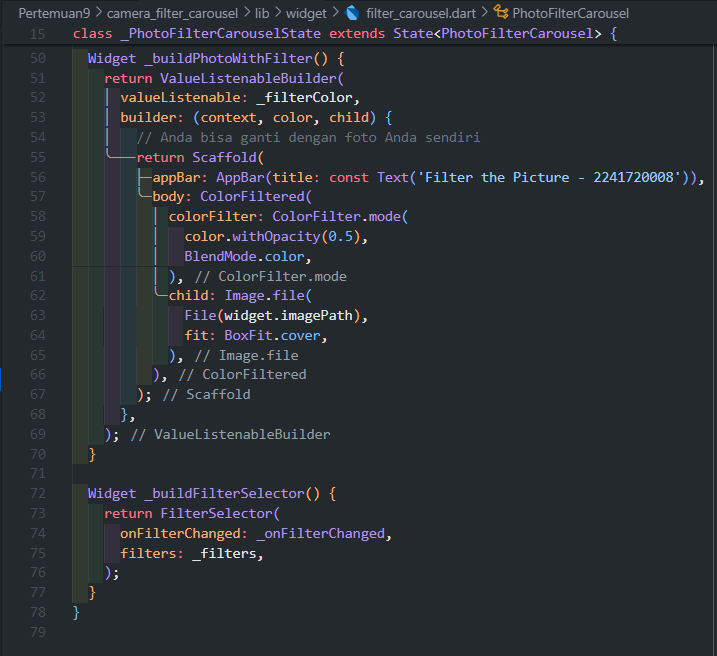 Pertemuan9 > camera_filter_carousel > lib > widget > filter_carousel.dart > PhotoFilterCarousel
15 class _PhotoFilterCarouselState extends State<PhotoFilterCarousel> {
50   Widget _buildPhotoWithFilter() {
51     return ValueListenableBuilder(
52       valueListenable: _filterColor,
53       builder: (context, color, child) {
54         // Anda bisa ganti dengan foto Anda sendiri
55         return Scaffold(
56           appBar: AppBar(title: const Text('Filter the Picture - 2241720008')),
57           body: ColorFiltered(
58             colorFilter: ColorFilter.mode(
59               color.withOpacity(0.5),
60               BlendMode.color,
61             ), // ColorFilter.mode
62             child: Image.file(
63               File(widget.imagePath),
64               fit: BoxFit.cover,
65             ), // Image.file
66           ), // ColorFiltered
67         ); // Scaffold
68       },
69     ); // ValueListenableBuilder
70   }
71
72   Widget _buildFilterSelector() {
73     return FilterSelector(
74       onFilterChanged: _onFilterChanged,
75       filters: _filters,
76     );
77   }
78 }
79